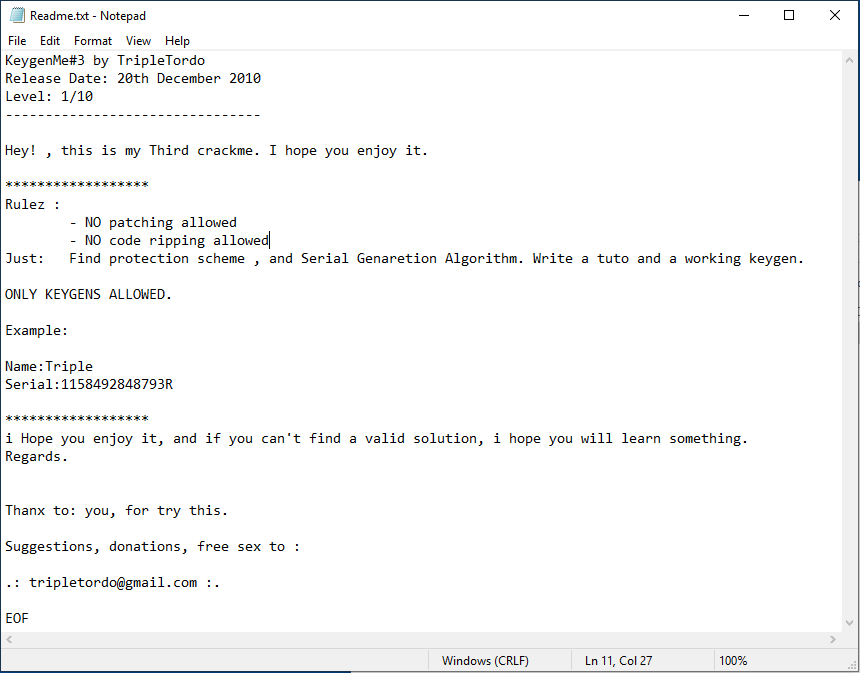 Readme.txt - Notepad
File Edit Format View Help
KeygenMe#3 by TripleTordo
Release Date: 20th December 2010
Level: 1/10
--------------------------------
Hey! , this is my Third crackme. I hope you enjoy it.
******************
Rulez :
- NO patching allowed
- NO code ripping allowed
Just: Find protection scheme , and Serial Genaretion Algorithm. Write a tuto and a working keygen.
ONLY KEYGENS ALLOWED.
Example:
Name:Triple
Serial:1158492848793R
******************
i Hope you enjoy it, and if you can't find a valid solution, i hope you will learn something.
Regards.
Thanx to: you, for try this.
Suggestions, donations, free sex to :
.: tripletordo@gmail.com :.
EOF
Windows (CRLF) Ln 11, Col 27 100%